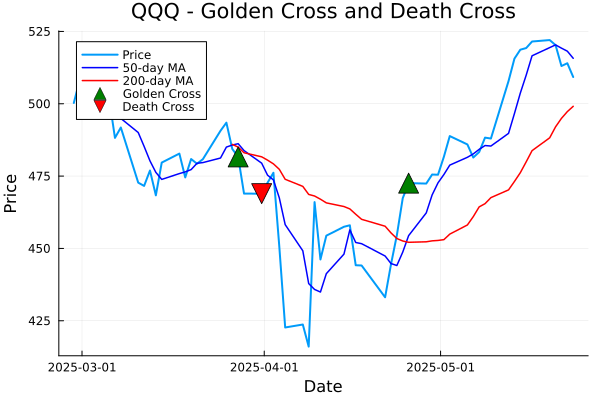 QQQ - Golden Cross and Death Cross
Price
50-day MA
200-day MA
Golden Cross
Death Cross
525
500
475
450
425
Price
2025-03-01
2025-04-01
2025-05-01
Date